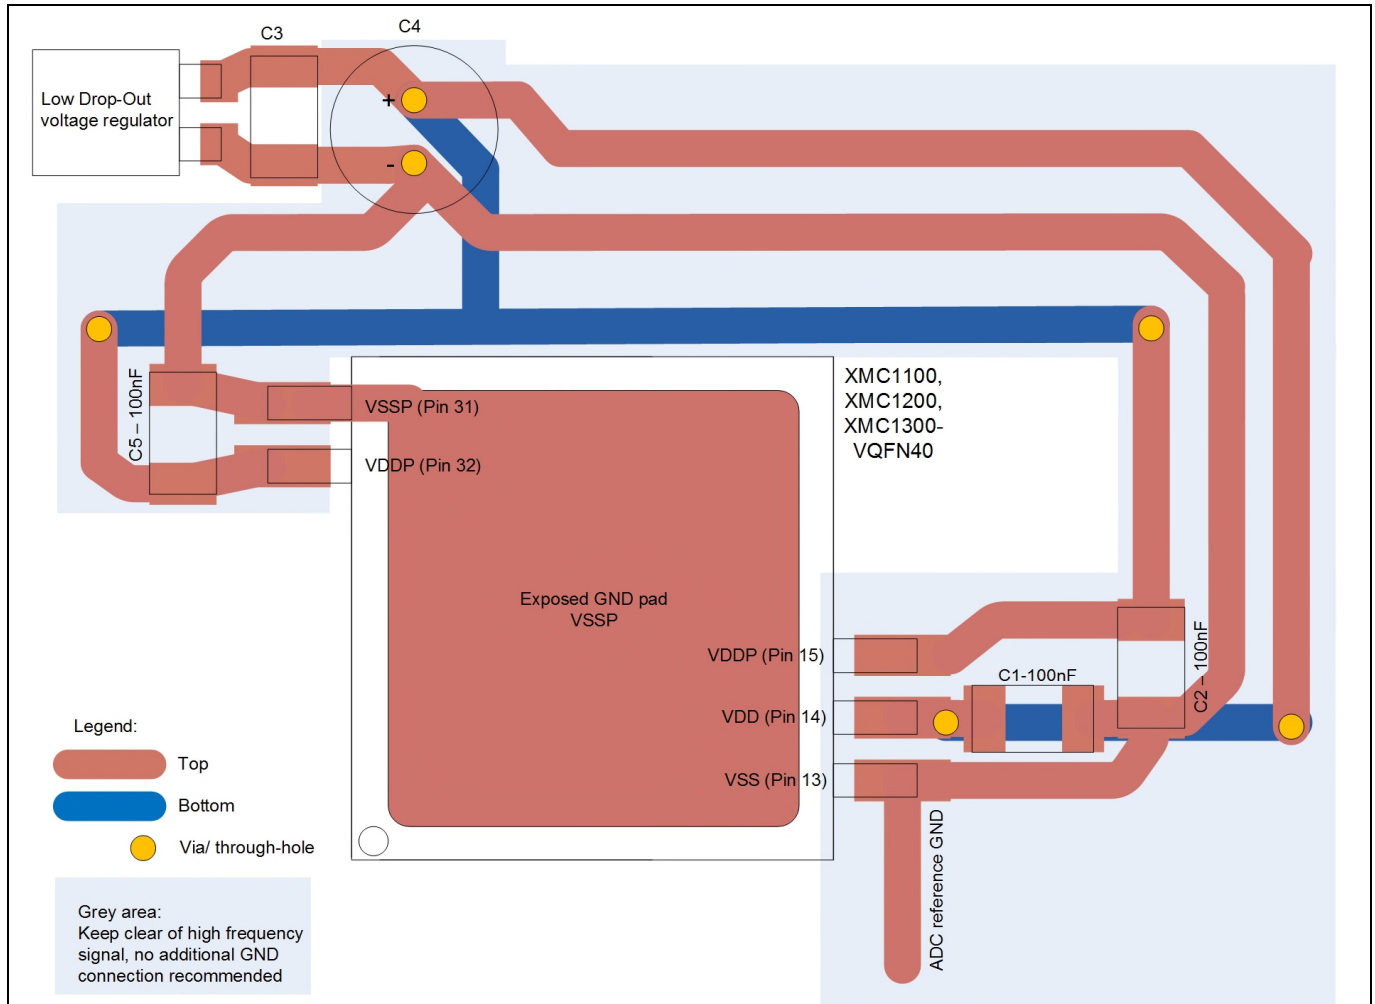 C3
C4
Low Drop-Out
voltage regulator
+
-
C5 – 100nF
VSSP (Pin 31)
VDDP (Pin 32)
XMC1100,
XMC1200,
XMC1300-
VQFN40
Exposed GND pad
VSSP
VDDP (Pin 15)
VDD (Pin 14)
VSS (Pin 13)
C1-100nF
C2 – 100nF
ADC reference GND
Legend:
Top
Bottom
Via/ through-hole
Grey area:
Keep clear of high frequency
signal, no additional GND
connection recommended